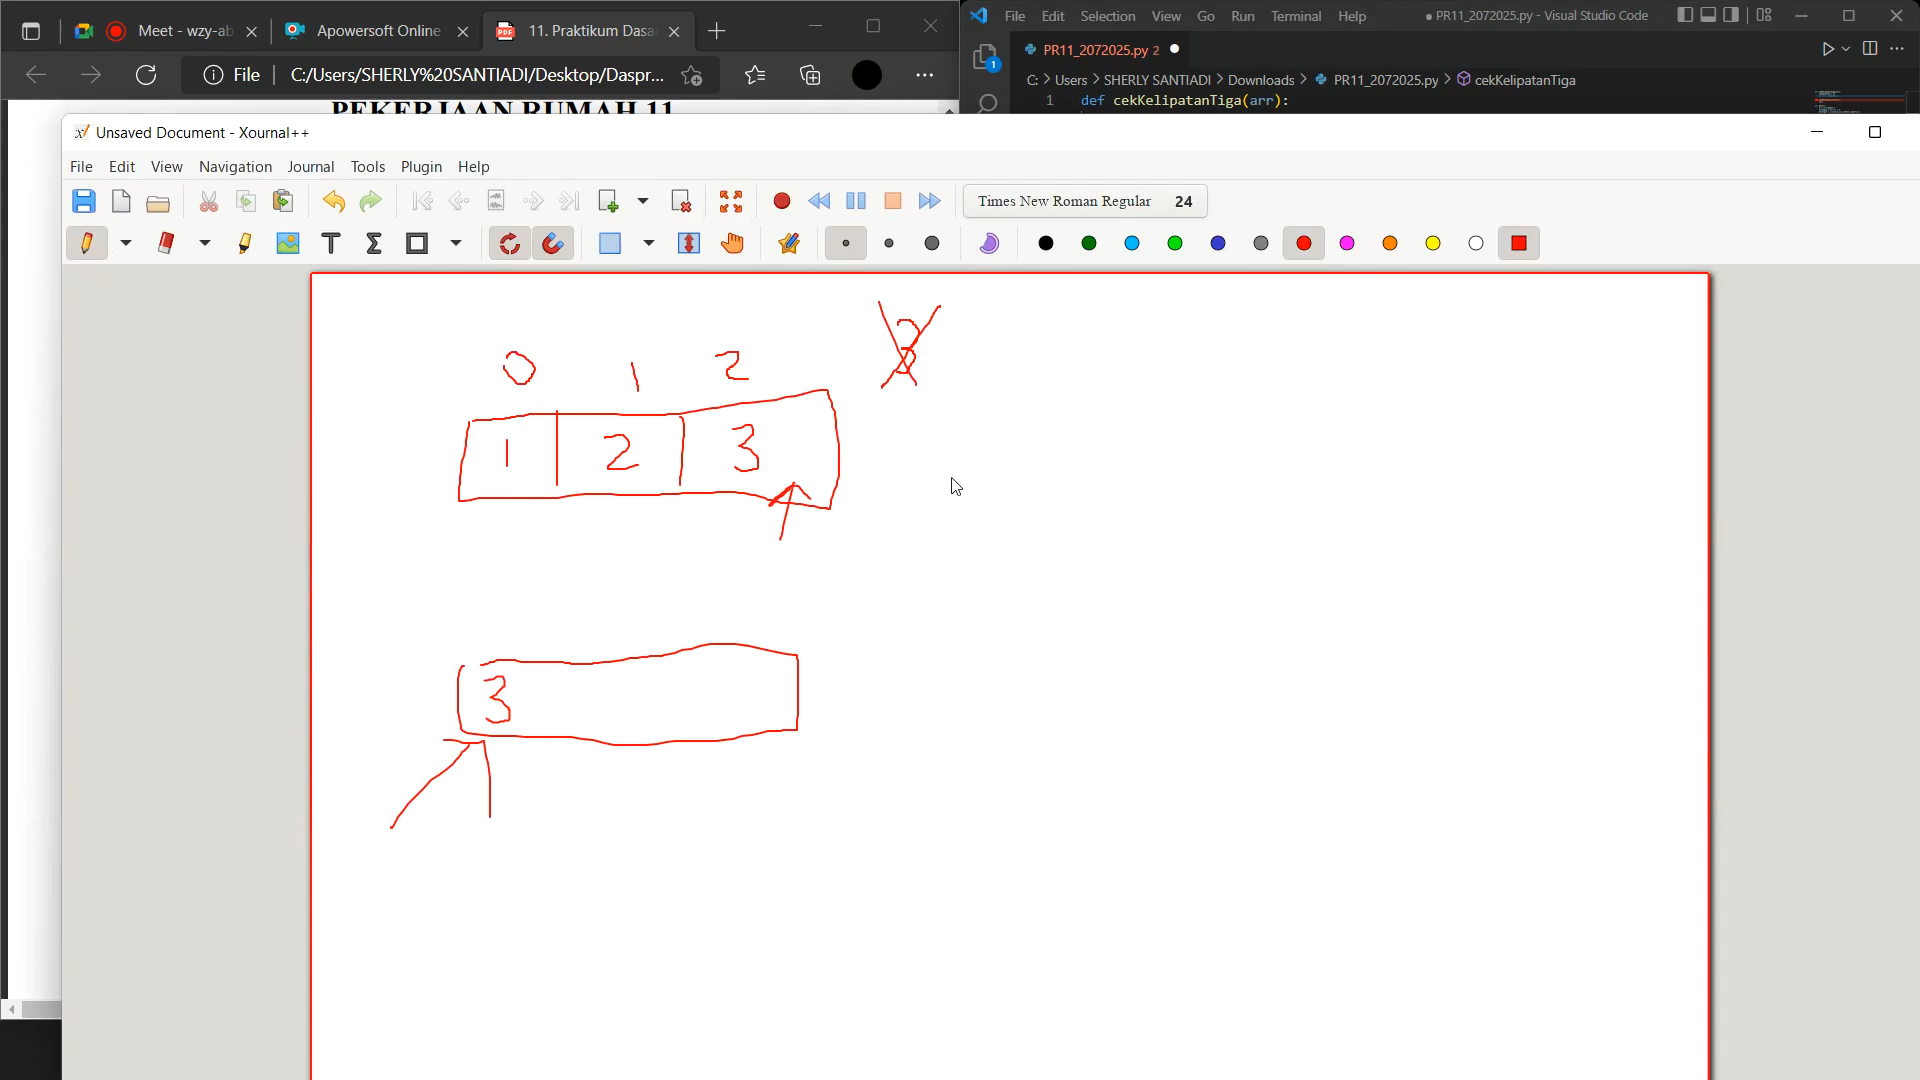 Meet - wzy-ab
Apowersoft Online
11. Praktikum Dasa
File
C:/Users/SHERLY%20SANTIADI/Desktop/Daspr...
PEKERJAAN RUMAH 11
File Edit Selection View Go Run Terminal Help
● PR11_2072025.py - Visual Studio Code
PR11_2072025.py 2
C: > Users > SHERLY SANTIADI > Downloads > PR11_2072025.py > cekKelipatanTiga
1 def cekKelipatanTiga(arr):
1
Unsaved Document - Xournal++
File Edit View Navigation Journal Tools Plugin Help
Times New Roman Regular 24
0 1 2
1 2 3
3